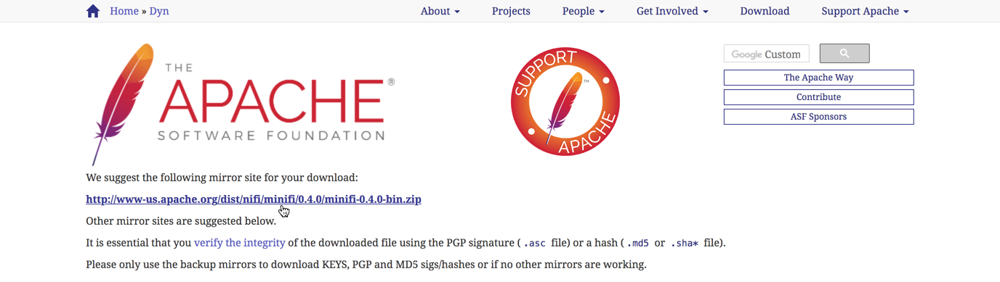 Home » Dyn About Projects People Get Involved Download Support Apache
THE
APACHE®
SOFTWARE FOUNDATION
SUPPORT
APACHE
™
Google Custom
The Apache Way
Contribute
ASF Sponsors
We suggest the following mirror site for your download:
http://www-us.apache.org/dist/nifi/minifi/0.4.0/minifi-0.4.0-bin.zip
Other mirror sites are suggested below.
It is essential that you verify the integrity of the downloaded file using the PGP signature ( .asc file) or a hash ( .md5 or .sha* file).
Please only use the backup mirrors to download KEYS, PGP and MD5 sigs/hashes or if no other mirrors are working.